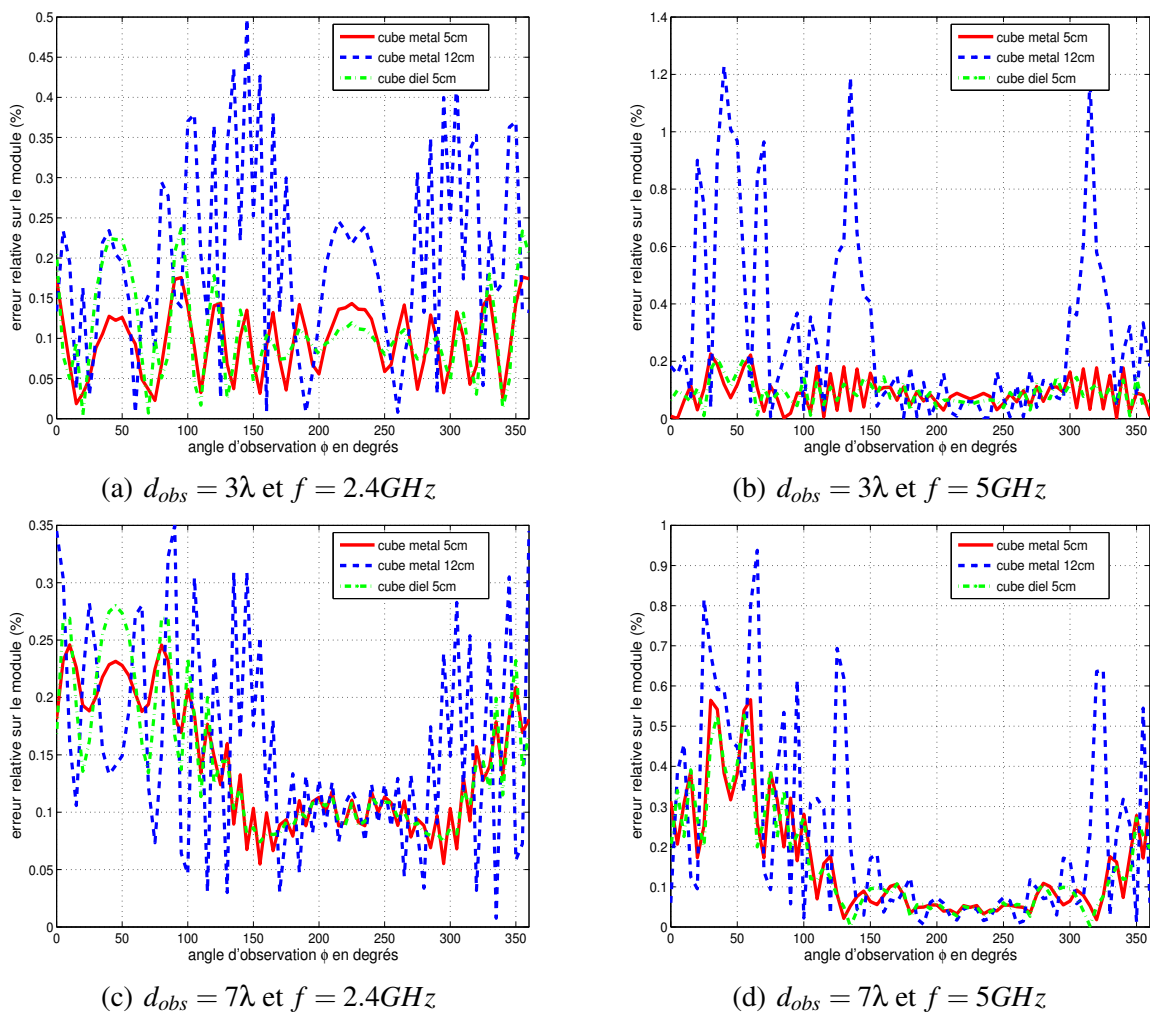 0.5
0.45
0.4
0.35
0.3
0.25
0.2
0.15
0.1
0.05
0
erreur relative sur le module (%)
cube metal 5cm
cube metal 12cm
cube diel 5cm
0 50 100 150 200 250 300 350
angle d'observation ϕ en degrés
(a) d_obs = 3λ et f = 2.4GHz
1.4
1.2
1
0.8
0.6
0.4
0.2
0
erreur relative sur le module (%)
cube metal 5cm
cube metal 12cm
cube diel 5cm
0 50 100 150 200 250 300 350
angle d'observation ϕ en degrés
(b) d_obs = 3λ et f = 5GHz
0.35
0.3
0.25
0.2
0.15
0.1
0.05
0
erreur relative sur le module (%)
cube metal 5cm
cube metal 12cm
cube diel 5cm
0 50 100 150 200 250 300 350
angle d'observation ϕ en degrés
(c) d_obs = 7λ et f = 2.4GHz
1
0.9
0.8
0.7
0.6
0.5
0.4
0.3
0.2
0.1
0
erreur relative sur le module (%)
cube metal 5cm
cube metal 12cm
cube diel 5cm
0 50 100 150 200 250 300 350
angle d'observation ϕ en degrés
(d) d_obs = 7λ et f = 5GHz